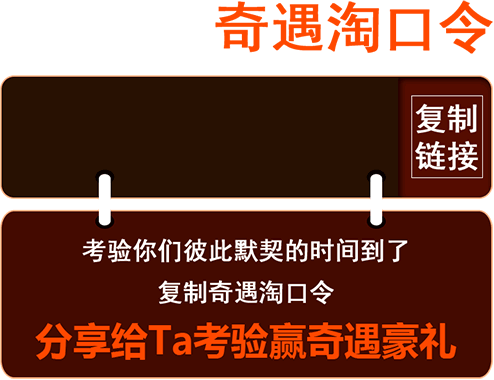 奇遇淘口令
复制
链接
考验你们彼此默契的时间到了
复制奇遇淘口令
分享给Ta考验赢奇遇豪礼